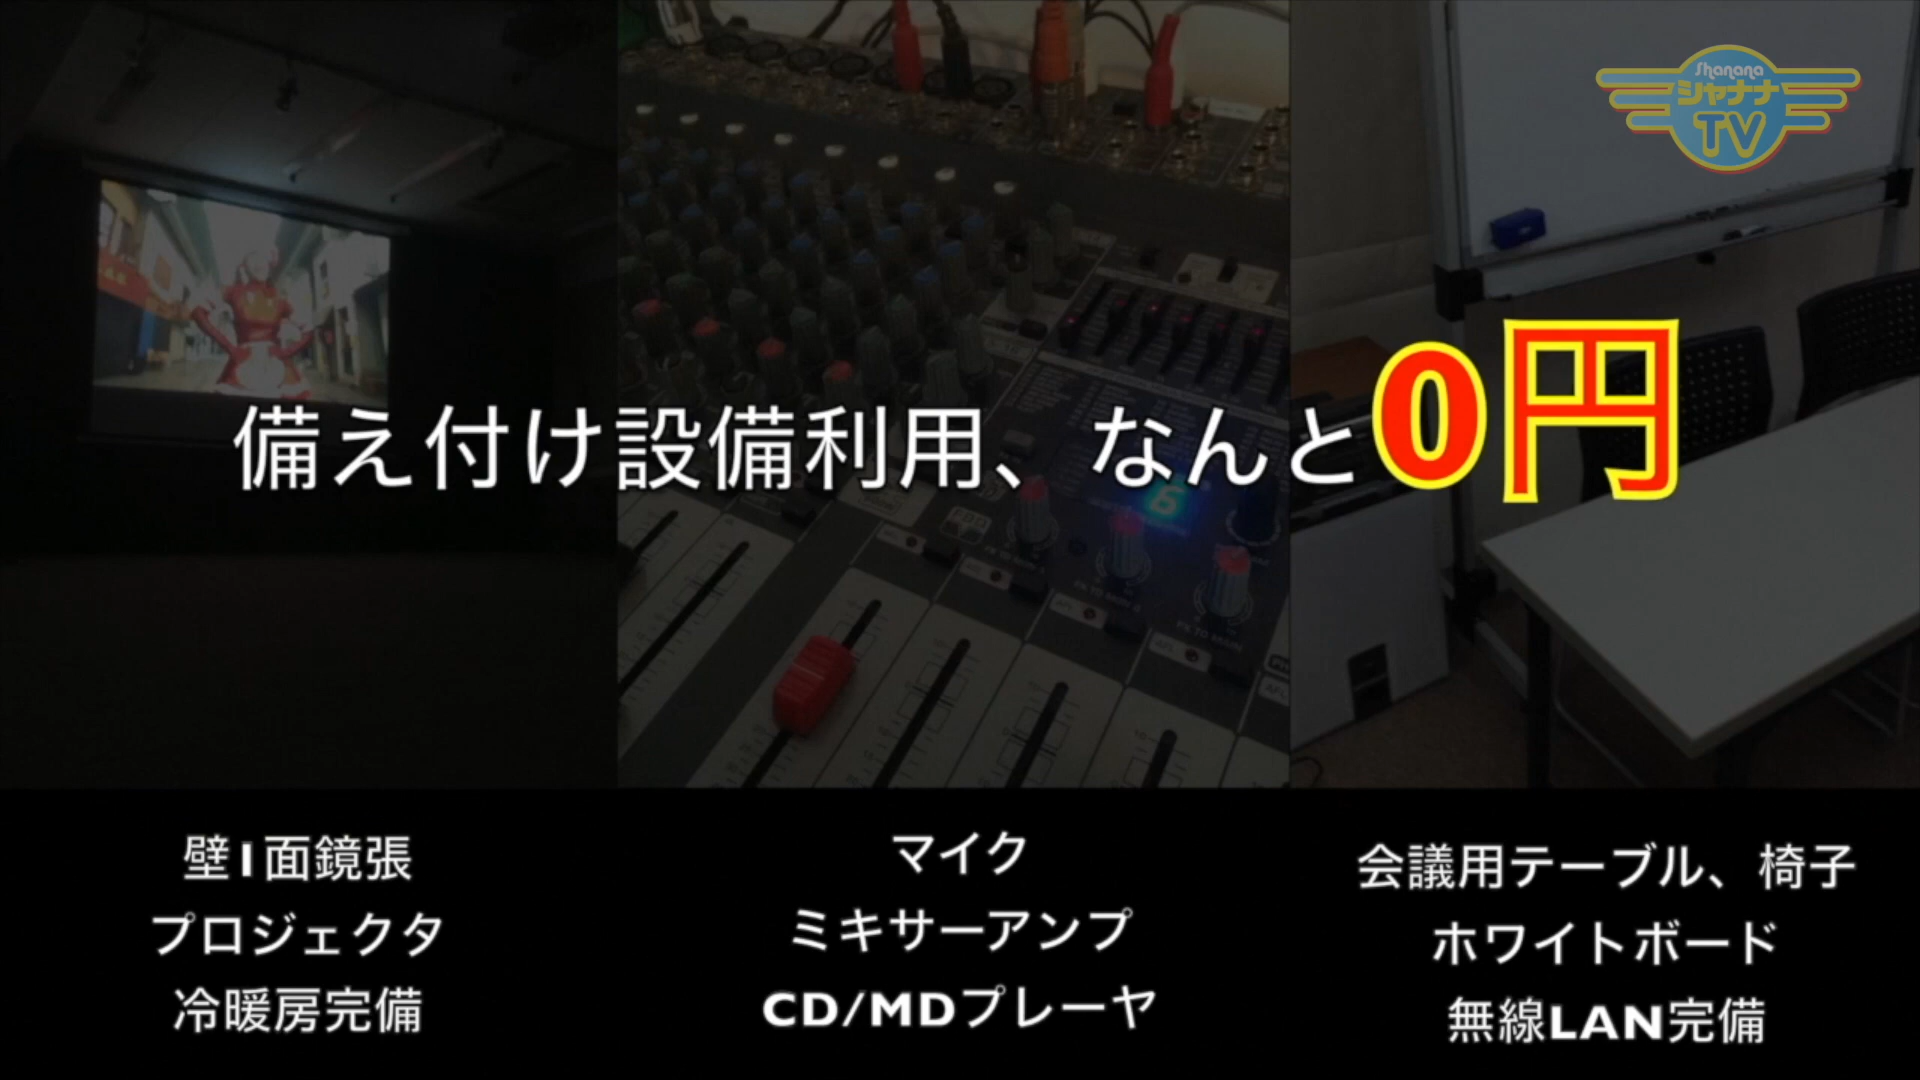 Shanana
シャナナ
TV
備え付け設備利用、なんと0円
6
壁1面鏡張
プロジェクタ
冷暖房完備
マイク
ミキサーアンプ
CD/MDプレーヤ
会議用テーブル、椅子
ホワイトボード
無線LAN完備